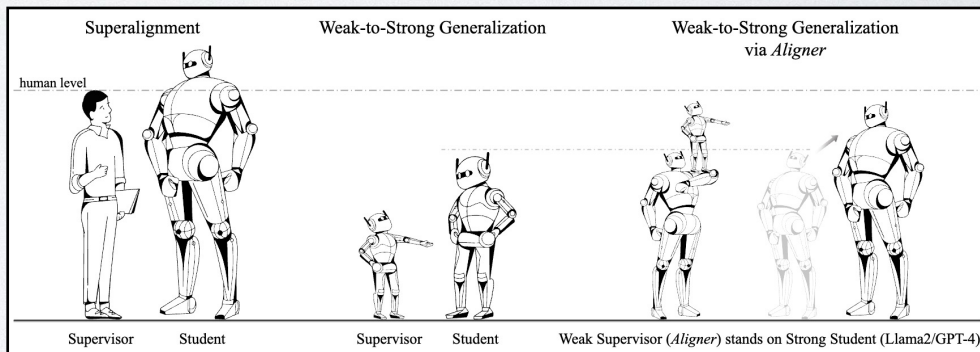 Superalignment
Weak-to-Strong Generalization
Weak-to-Strong Generalization
via Aligner
human level
Supervisor Student
Supervisor Student
Weak Supervisor (Aligner) stands on Strong Student (Llama2/GPT-4)